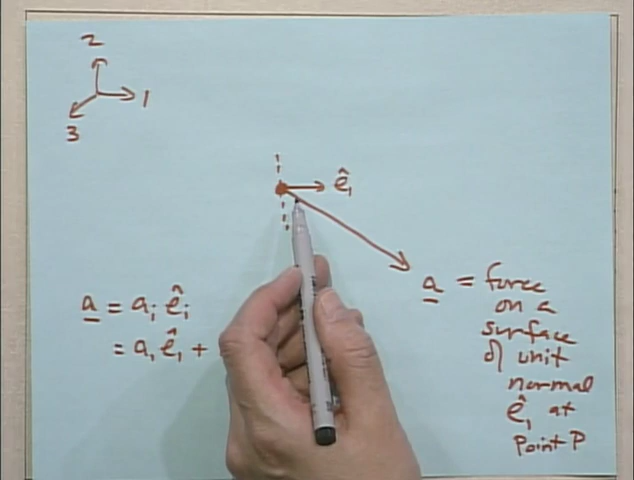 2
1
3
ê₁
a = force
on a
surface
of unit
normal
ê₁ at
Point P
a = aᵢ êᵢ
= a₁ ê₁ +